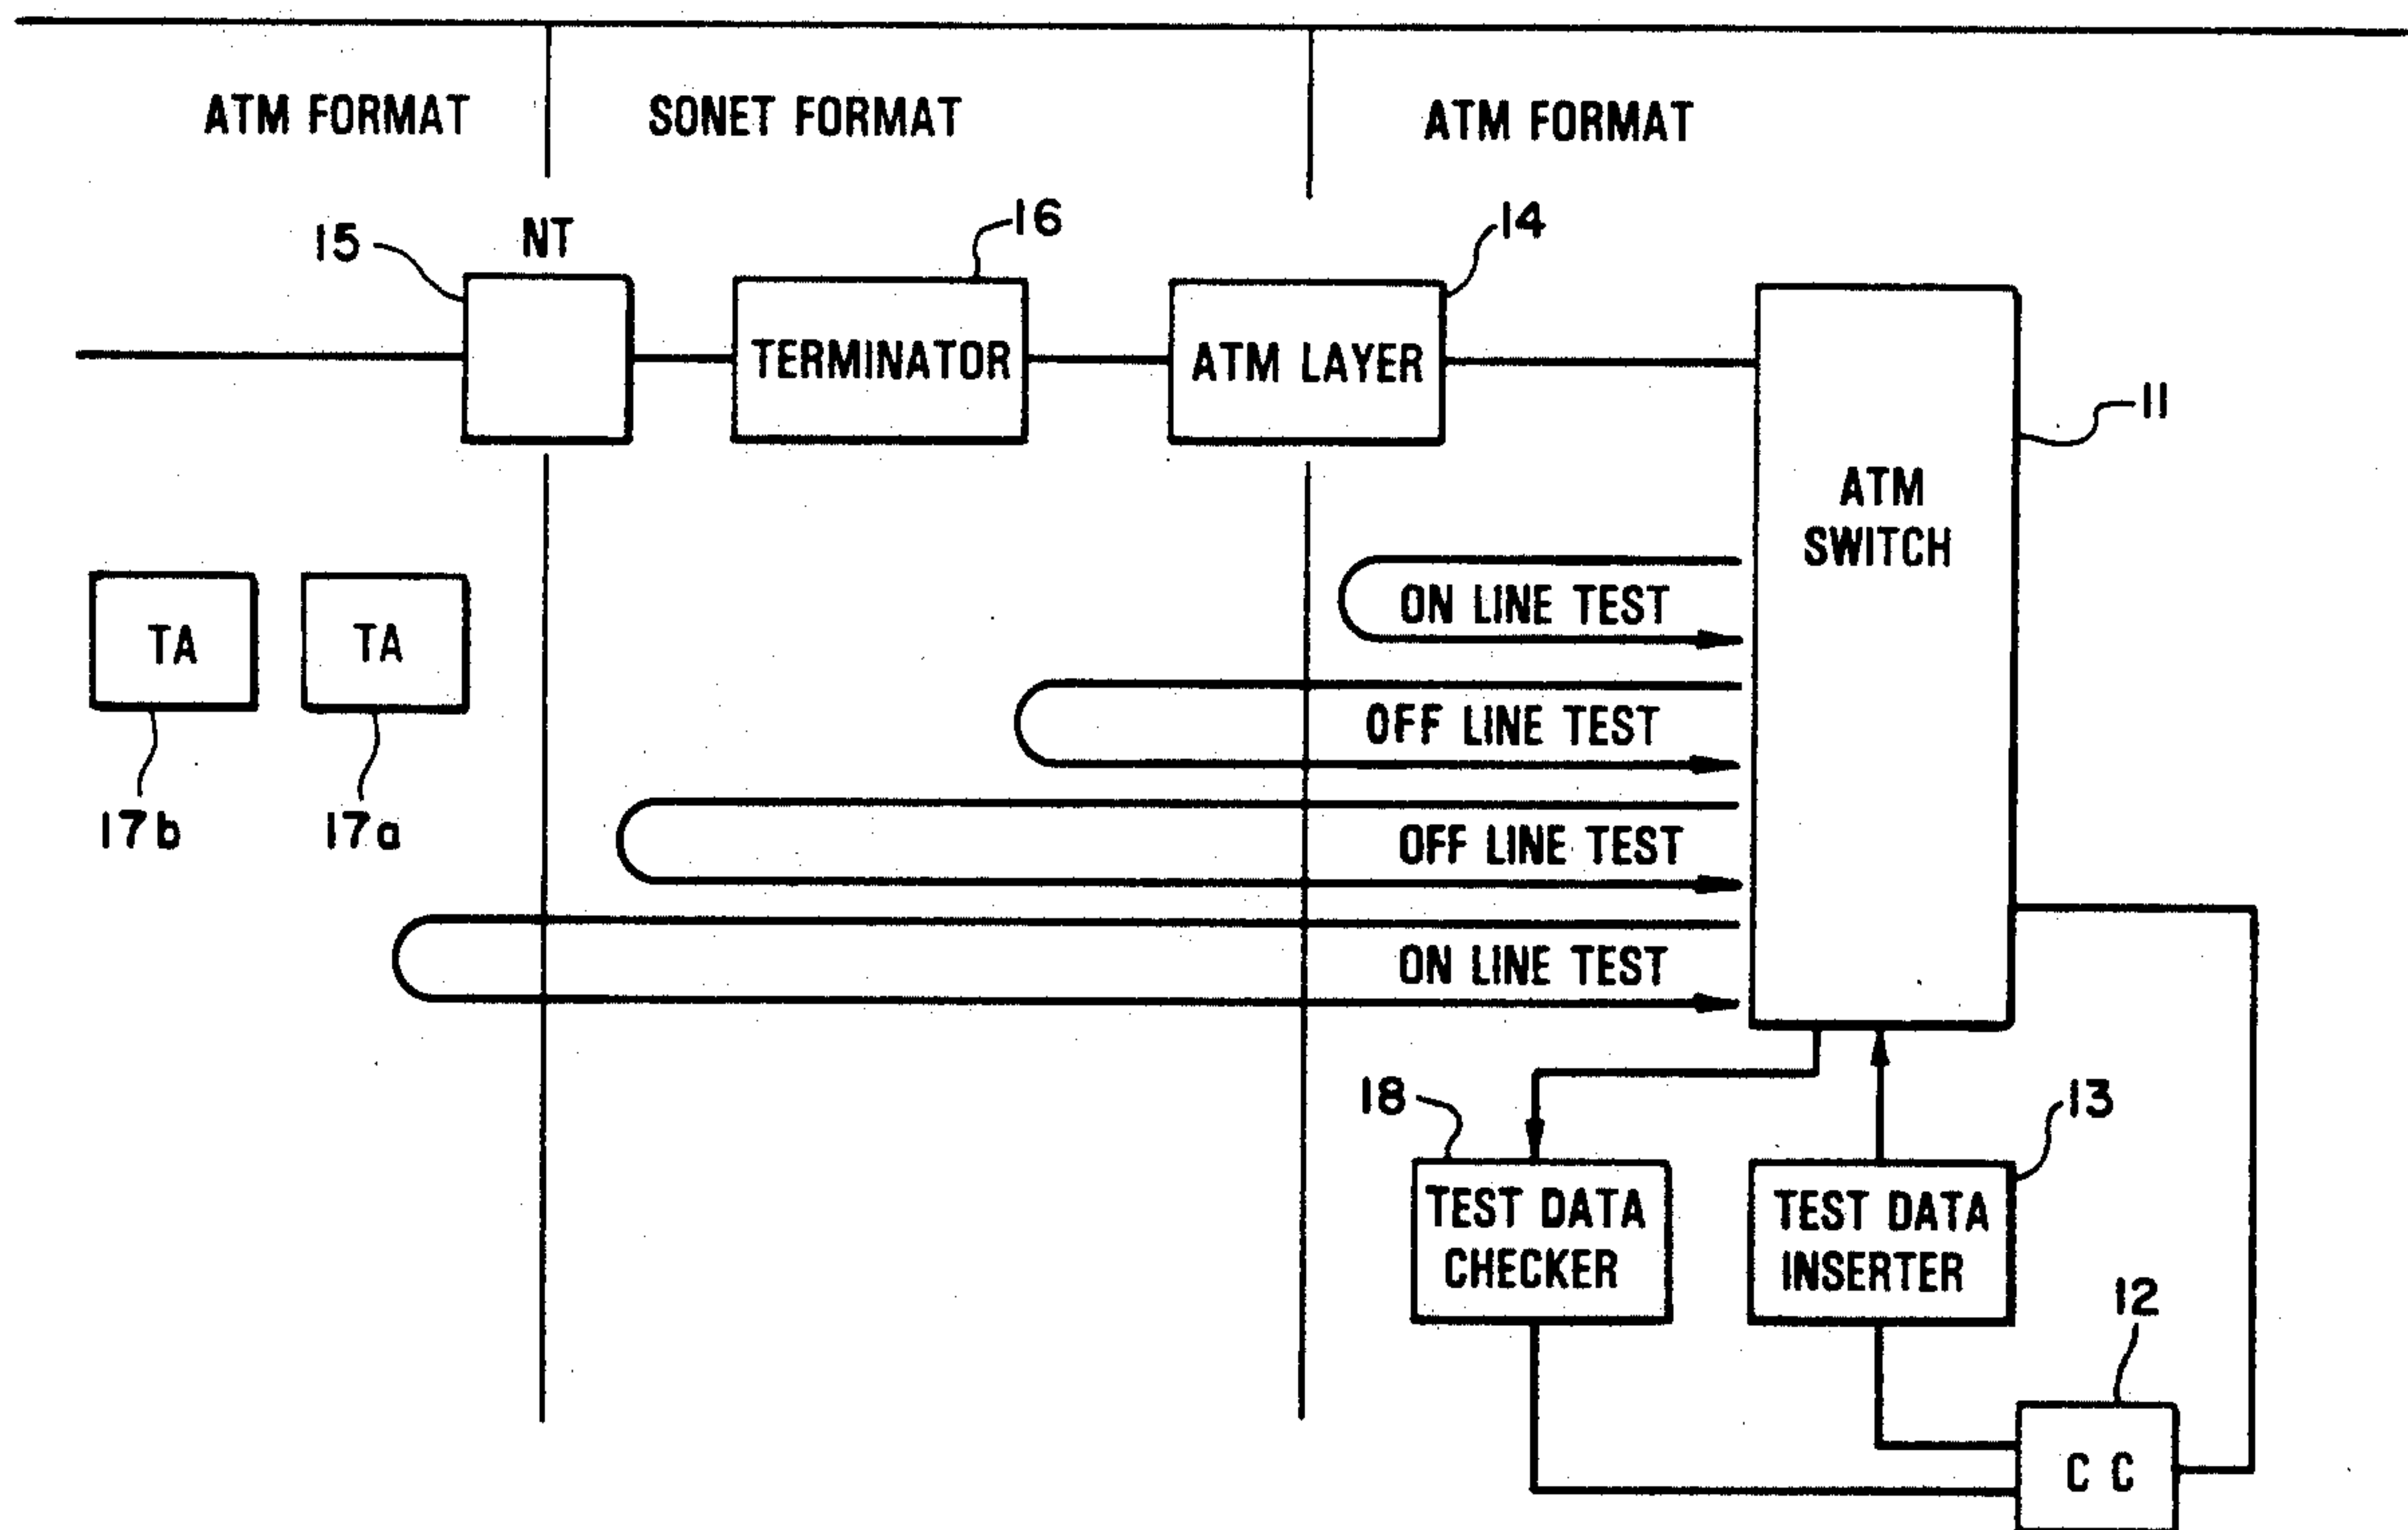 ATM FORMAT SONET FORMAT ATM FORMAT
15 NT 16 14
TERMINATOR ATM LAYER
11
ATM
SWITCH
ON LINE TEST
TA TA
OFF LINE TEST
17b 17a
OFF LINE TEST
ON LINE TEST
18 13
TEST DATA
CHECKER
TEST DATA
INSERTER
12
C C